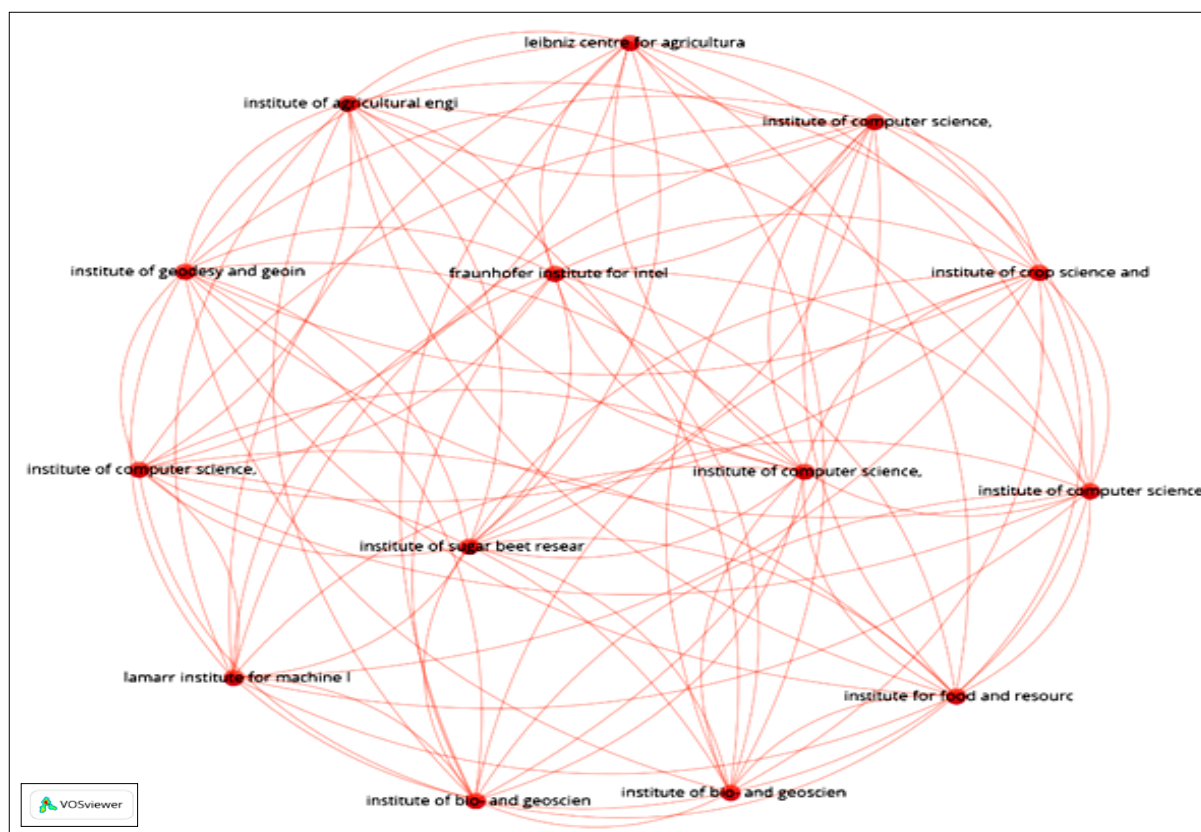 leibniz centre for agricultura
institute of agricultural engi
institute of computer science,
institute of geodesy and geoin
fraunhofer institute for intel
institute of crop science and
institute of computer science,
institute of computer science,
institute of computer science
institute of sugar beet resear
lamarr institute for machine l
institute for food and resourc
institute of bio- and geoscien
institute of bio- and geoscien
VOSviewer